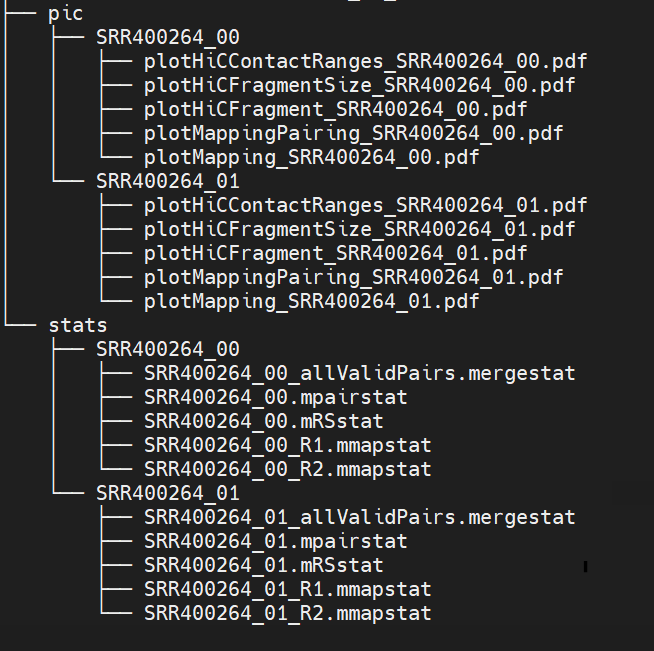 ├── pic
│   ├── SRR400264_00
│   │   ├── plotHiCContactRanges_SRR400264_00.pdf
│   │   ├── plotHiCFragmentSize_SRR400264_00.pdf
│   │   ├── plotHiCFragment_SRR400264_00.pdf
│   │   ├── plotMappingPairing_SRR400264_00.pdf
│   │   └── plotMapping_SRR400264_00.pdf
│   └── SRR400264_01
│       ├── plotHiCContactRanges_SRR400264_01.pdf
│       ├── plotHiCFragmentSize_SRR400264_01.pdf
│       ├── plotHiCFragment_SRR400264_01.pdf
│       ├── plotMappingPairing_SRR400264_01.pdf
│       └── plotMapping_SRR400264_01.pdf
└── stats
    ├── SRR400264_00
    │   ├── SRR400264_00_allValidPairs.mergestat
    │   ├── SRR400264_00.mpairstat
    │   ├── SRR400264_00.mRSstat
    │   ├── SRR400264_00_R1.mmapstat
    │   └── SRR400264_00_R2.mmapstat
    └── SRR400264_01
        ├── SRR400264_01_allValidPairs.mergestat
        ├── SRR400264_01.mpairstat
        ├── SRR400264_01.mRSstat
        ├── SRR400264_01_R1.mmapstat
        └── SRR400264_01_R2.mmapstat